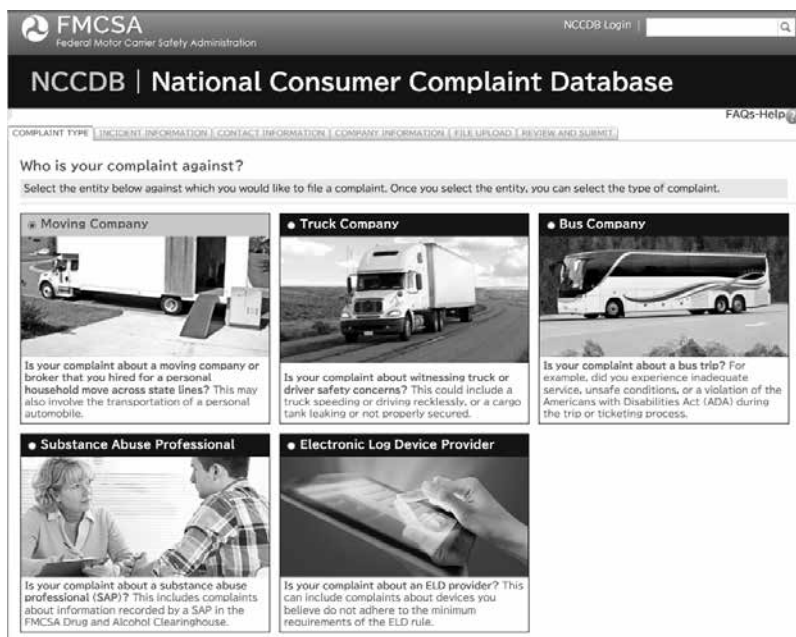 FMCSA
Federal Motor Carrier Safety Administration
NCCDB Login |
NCCDB | National Consumer Complaint Database
FAQs-Help ?
COMPLAINT TYPE | INCIDENT INFORMATION | CONTACT INFORMATION | COMPANY INFORMATION | FILE UPLOAD | REVIEW AND SUBMIT
Who is your complaint against?
Select the entity below against which you would like to file a complaint. Once you select the entity, you can select the type of complaint.
Moving Company
Is your complaint about a moving company or
broker that you hired for a personal
household move across state lines? This may
also involve the transportation of a personal
automobile.
Truck Company
Is your complaint about witnessing truck or
driver safety concerns? This could include a
truck speeding or driving recklessly, or a cargo
tank leaking or not properly secured.
Bus Company
Is your complaint about a bus trip? For
example, did you experience inadequate
service, unsafe conditions, or a violation of the
Americans with Disabilities Act (ADA) during
the trip or ticketing process.
Substance Abuse Professional
Is your complaint about a substance abuse
professional (SAP)? This includes complaints
about information recorded by a SAP in the
FMCSA Drug and Alcohol Clearinghouse.
Electronic Log Device Provider
Is your complaint about an ELD provider? This
can include complaints about devices you
believe do not adhere to the minimum
requirements of the ELD rule.